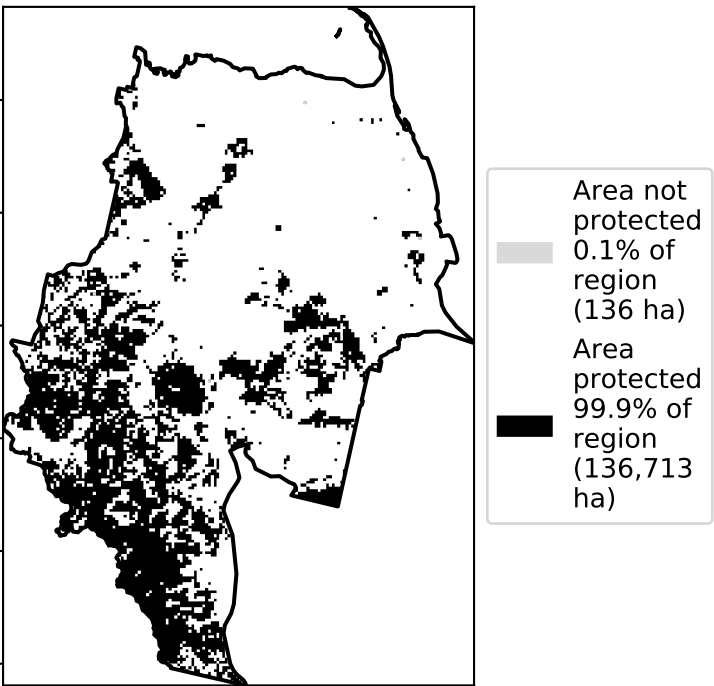 Area not
protected
0.1% of
region
(136 ha)
Area
protected
99.9% of
region
(136,713
ha)